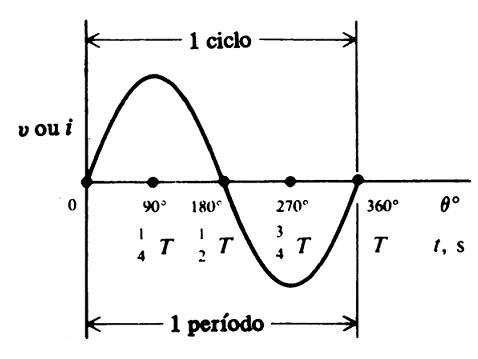 1 ciclo
v ou i
0 90° 180° 270° 360° θ°
1/4 T 1/2 T 3/4 T T t, s
1 período